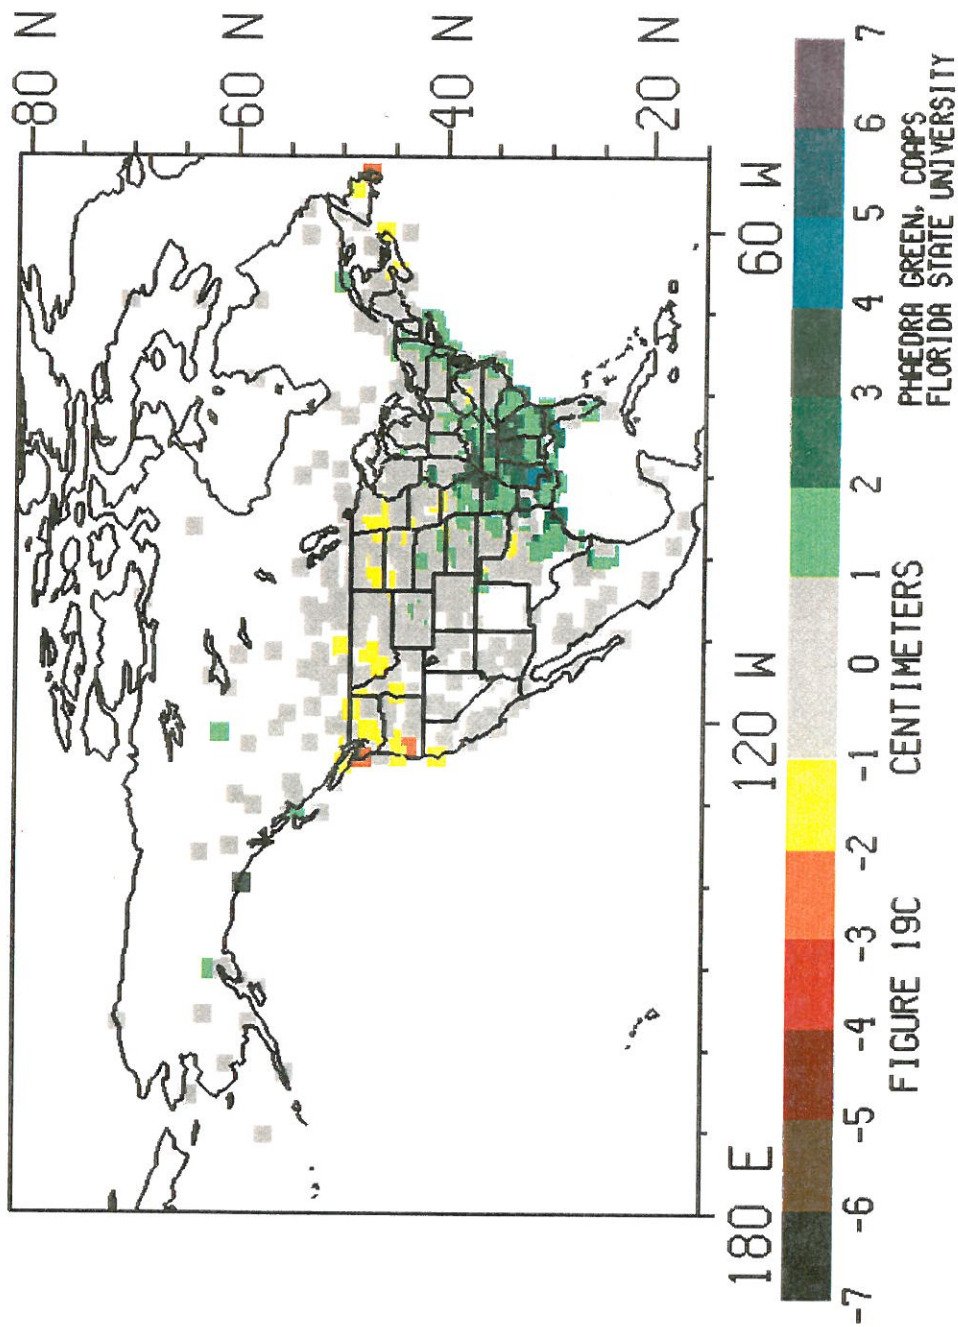 80 N
60 N
40 N
20 N
180 E
120 W
60 W
-7 -6 -5 -4 -3 -2 -1 0 1 2 3 4 5 6 7
FIGURE 19C
CENTIMETERS
PHAEDRA GREEN, COAPS
FLORIDA STATE UNIVERSITY